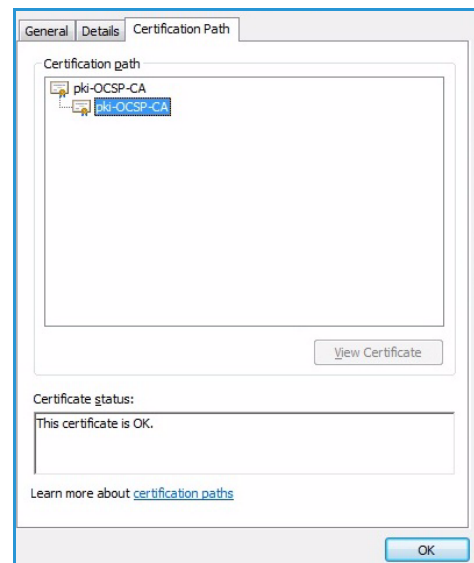 General Details Certification Path
Certification path
pki-OCSP-CA
pki-OCSP-CA
View Certificate
Certificate status:
This certificate is OK.
Learn more about certification paths
OK